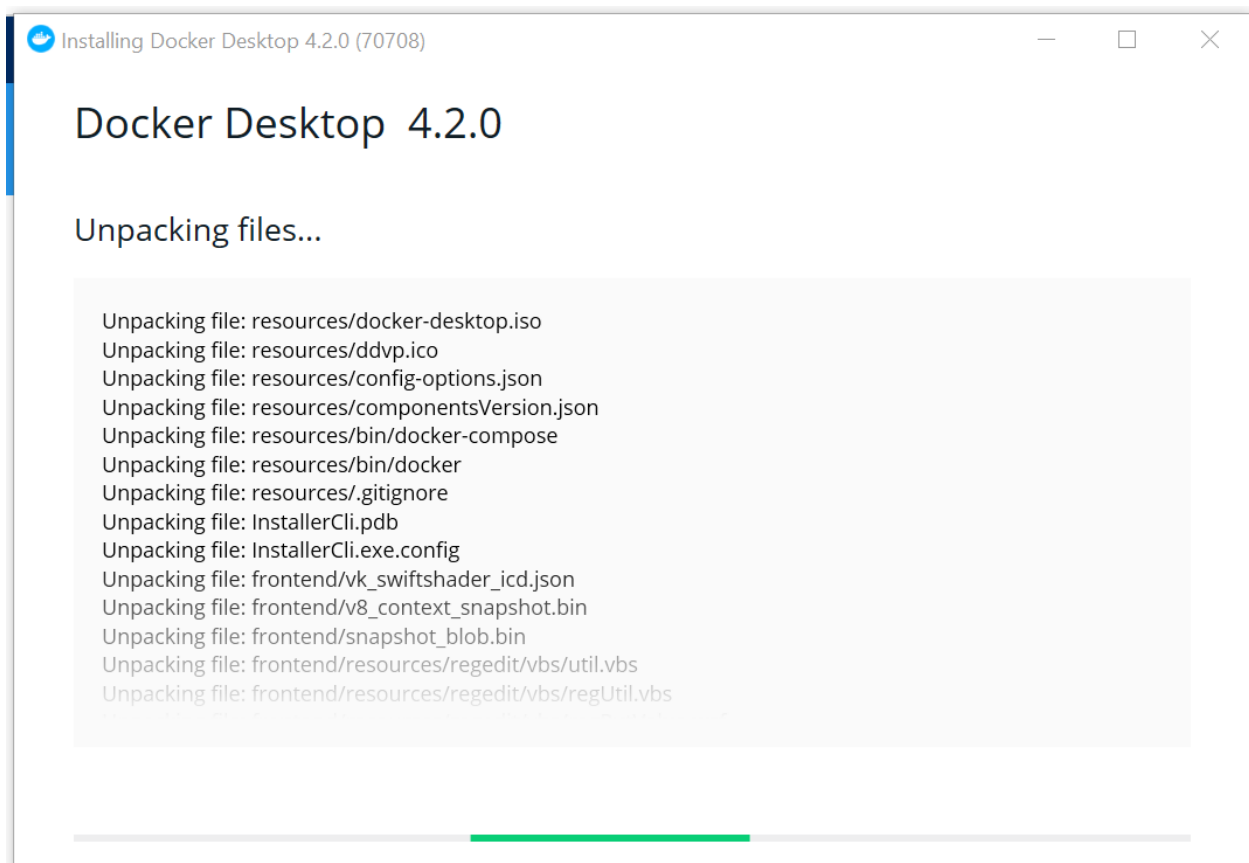 Installing Docker Desktop 4.2.0 (70708)
Docker Desktop 4.2.0
Unpacking files...
Unpacking file: resources/docker-desktop.iso
Unpacking file: resources/ddvp.ico
Unpacking file: resources/config-options.json
Unpacking file: resources/componentsVersion.json
Unpacking file: resources/bin/docker-compose
Unpacking file: resources/bin/docker
Unpacking file: resources/.gitignore
Unpacking file: InstallerCli.pdb
Unpacking file: InstallerCli.exe.config
Unpacking file: frontend/vk_swiftshader_icd.json
Unpacking file: frontend/v8_context_snapshot.bin
Unpacking file: frontend/snapshot_blob.bin
Unpacking file: frontend/resources/regedit/vbs/util.vbs
Unpacking file: frontend/resources/regedit/vbs/regUtil.vbs